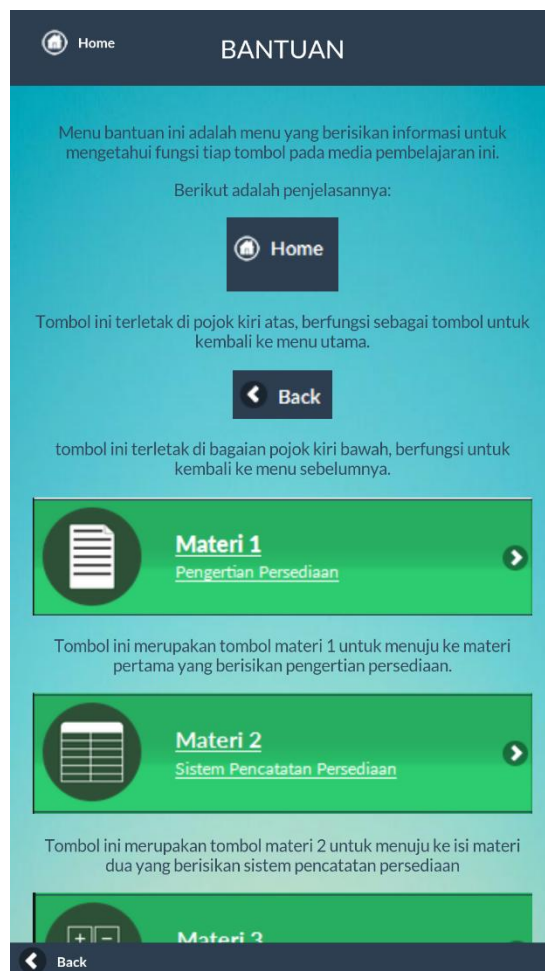 Home
BANTUAN
Menu bantuan ini adalah menu yang berisikan informasi untuk
mengetahui fungsi tiap tombol pada media pembelajaran ini.
Berikut adalah penjelasannya:
Home
Tombol ini terletak di pojok kiri atas, berfungsi sebagai tombol untuk
kembali ke menu utama.
Back
tombol ini terletak di bagaian pojok kiri bawah, berfungsi untuk
kembali ke menu sebelumnya.
Materi 1
Pengertian Persediaan
Tombol ini merupakan tombol materi 1 untuk menuju ke materi
pertama yang berisikan pengertian persediaan.
Materi 2
Sistem Pencatatan Persediaan
Tombol ini merupakan tombol materi 2 untuk menuju ke isi materi
dua yang berisikan sistem pencatatan persediaan
Materi 3
Back